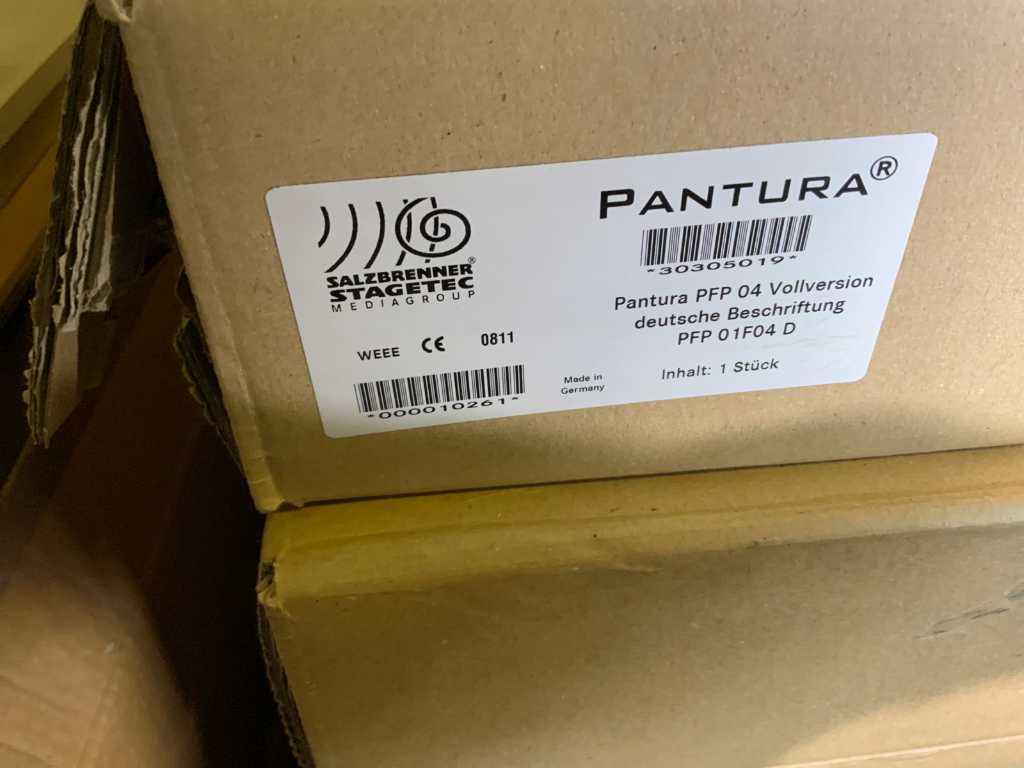 SALZBRENNER®
STAGETEC
MEDIAGROUP
WEEE CE 0811
*000010261*
Made in
Germany
PANTURA®
*30305019*
Pantura PFP 04 Vollversion
deutsche Beschriftung
PFP 01F04 D
Inhalt: 1 Stück